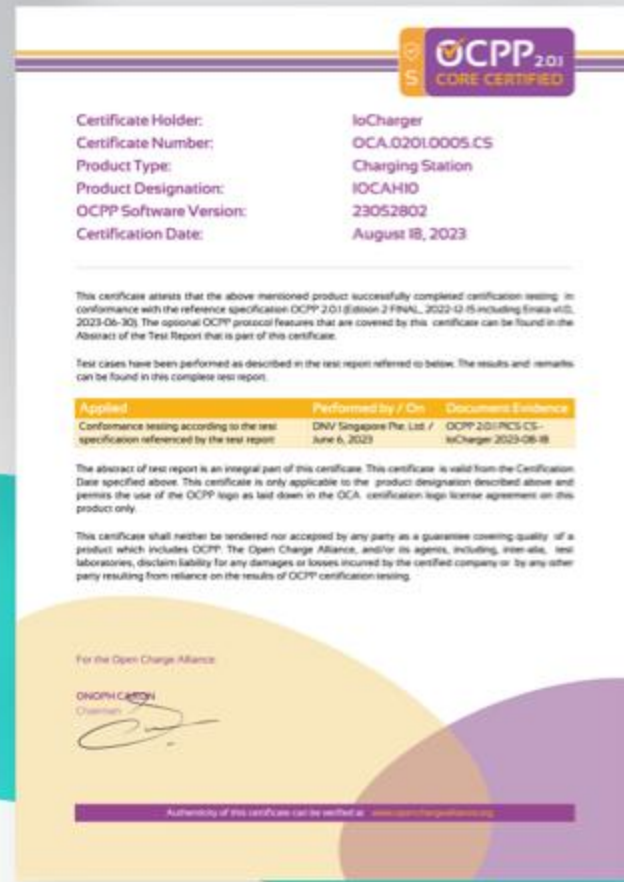 OCPP 2.0.1
S CORE CERTIFIED
Certificate Holder: IoCharger
Certificate Number: OCA.0201.0005.CS
Product Type: Charging Station
Product Designation: IOCAH10
OCPP Software Version: 23052802
Certification Date: August 18, 2023
This certificate attests that the above mentioned product successfully completed certification testing in
conformance with the reference specification OCPP 2.0.1 (Edition 2 FINAL, 2022-12-15 including Errata v1.0,
2023-06-30). The optional OCPP protocol features that are covered by this certificate can be found in the
Abstract of the Test Report that is part of this certificate.
Test cases have been performed as described in the test report referred to below. The results and remarks
can be found in this complete test report.
Applied Performed by / On Document Evidence
Conformance testing according to the test DNV Singapore Pte. Ltd. / OCPP 2.0.1 PICS CS -
specification referenced by the test report June 6, 2023 IoCharger 2023-08-18
The abstract of test report is an integral part of this certificate. This certificate is valid from the Certification
Date specified above. This certificate is only applicable to the product designation described above and
permits the use of the OCPP logo as laid down in the OCA certification logo license agreement on this
product only.
This certificate shall neither be tendered nor accepted by any party as a guarantee covering quality of a
product which includes OCPP. The Open Charge Alliance, and/or its agents, including, inter-alia, test
laboratories, disclaim liability for any damages or losses incurred by the certified company or by any other
party resulting from reliance on the results of OCPP certification testing.
For the Open Charge Alliance:
ONOPH CARON
Chairman
Authenticity of this certificate can be verified at www.openchargealliance.org